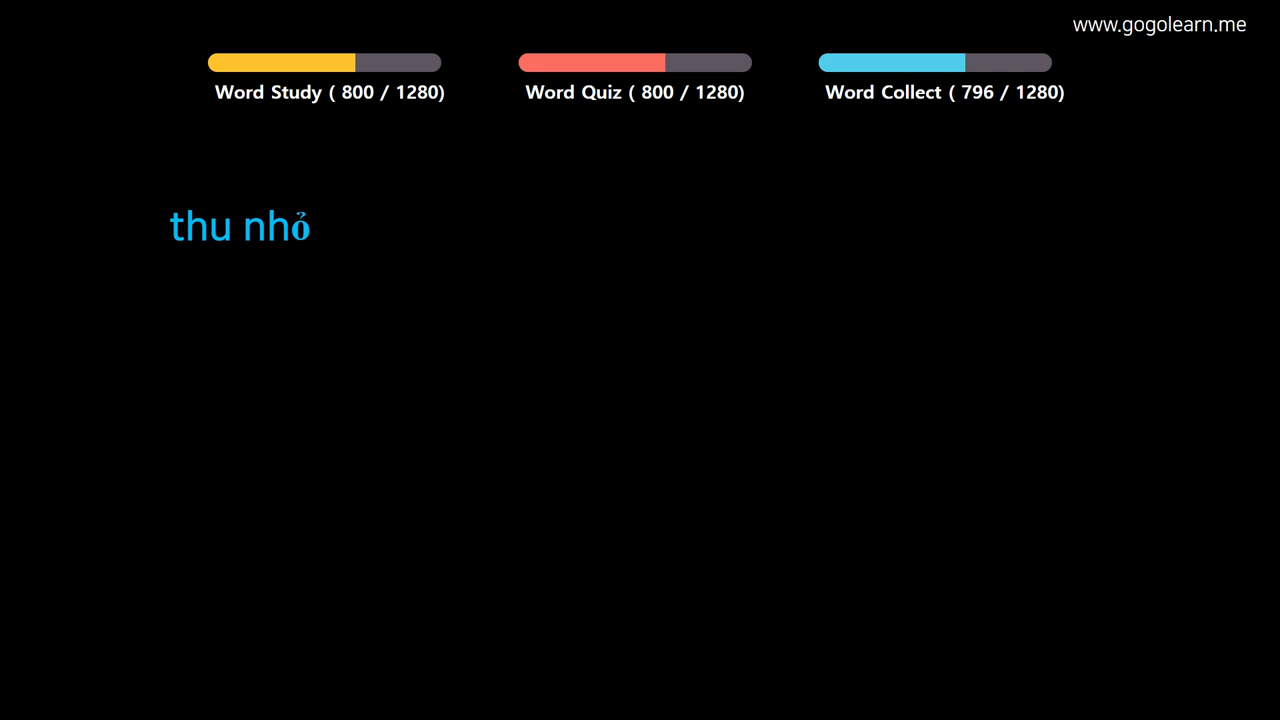 www.gogolearn.me
Word Study ( 800 / 1280)
Word Quiz ( 800 / 1280)
Word Collect ( 796 / 1280)
thu nhỏ